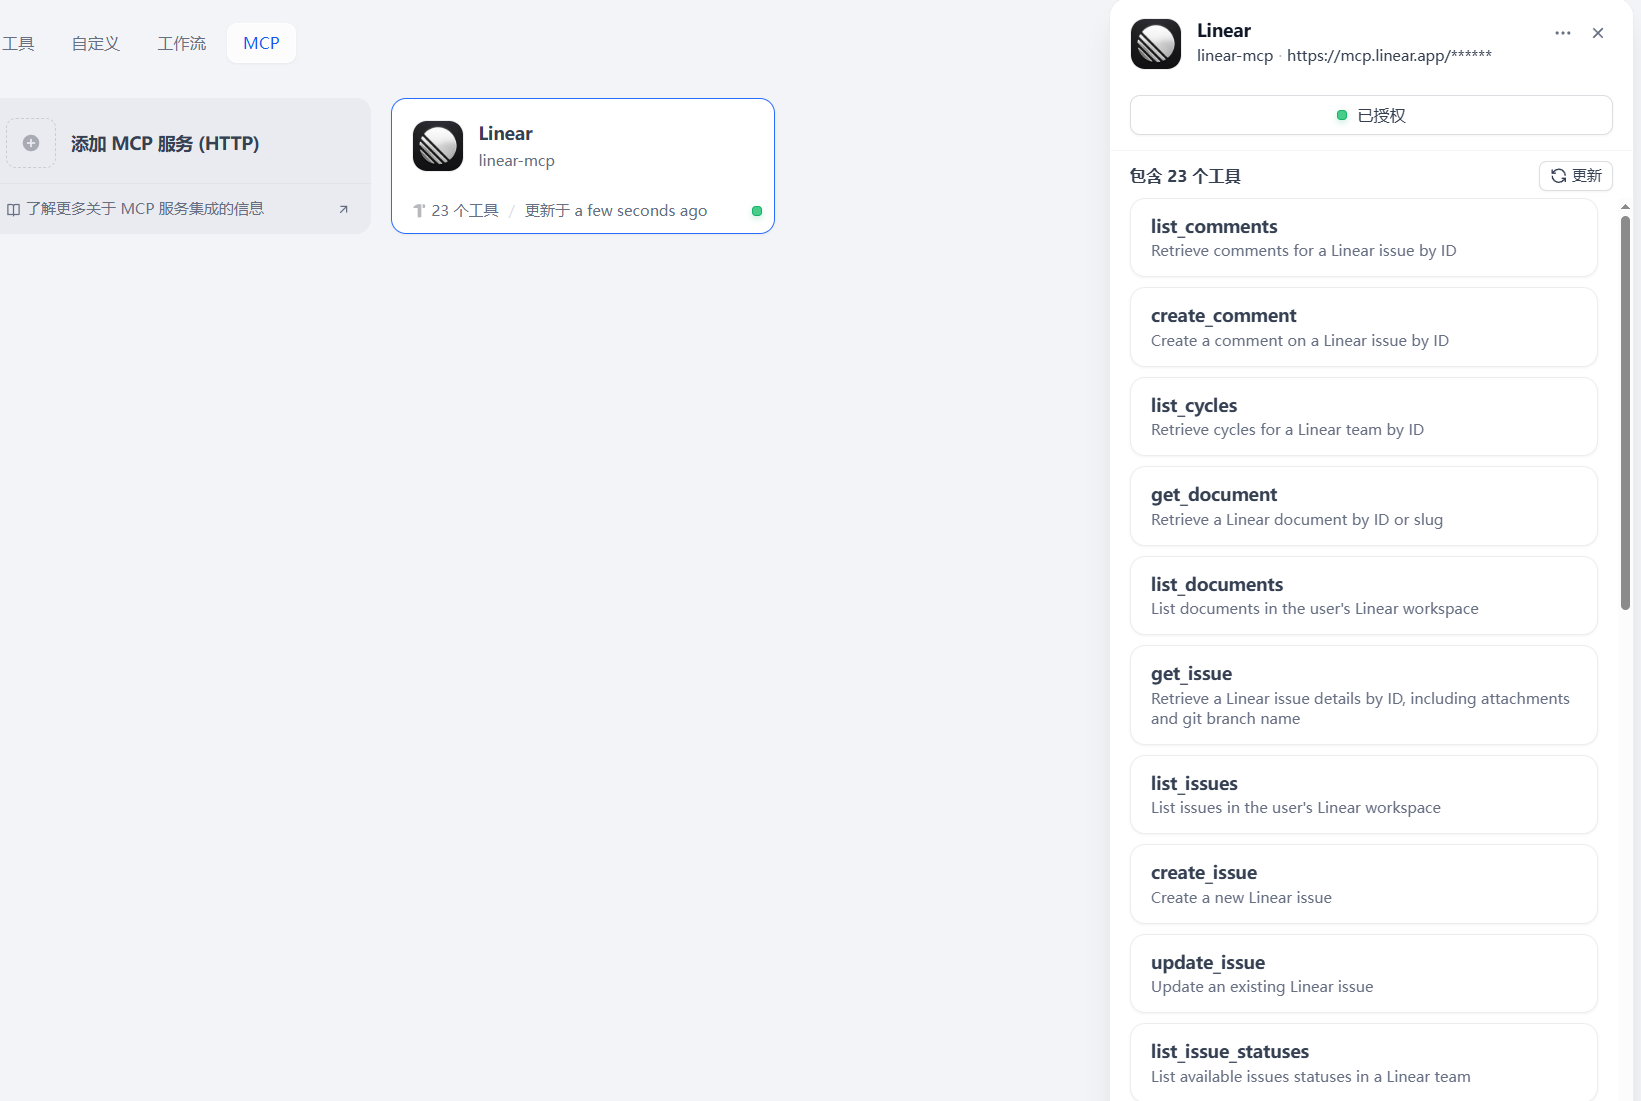 工具 自定义 工作流 MCP
添加 MCP 服务 (HTTP)
了解更多关于 MCP 服务集成的信息
Linear
linear-mcp
23 个工具 / 更新于 a few seconds ago
Linear
linear-mcp · https://mcp.linear.app/******
已授权
包含 23 个工具
更新
list_comments
Retrieve comments for a Linear issue by ID
create_comment
Create a comment on a Linear issue by ID
list_cycles
Retrieve cycles for a Linear team by ID
get_document
Retrieve a Linear document by ID or slug
list_documents
List documents in the user's Linear workspace
get_issue
Retrieve a Linear issue details by ID, including attachments
and git branch name
list_issues
List issues in the user's Linear workspace
create_issue
Create a new Linear issue
update_issue
Update an existing Linear issue
list_issue_statuses
List available issues statuses in a Linear team